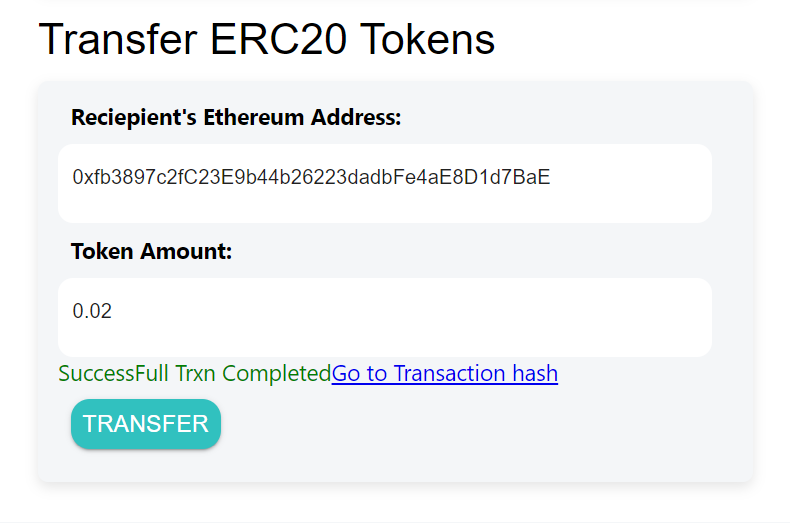 Transfer ERC20 Tokens
Reciepient's Ethereum Address:
0xfb3897c2fC23E9b44b26223dadbFe4aE8D1d7BaE
Token Amount:
0.02
SuccessFull Trxn CompletedGo to Transaction hash
TRANSFER